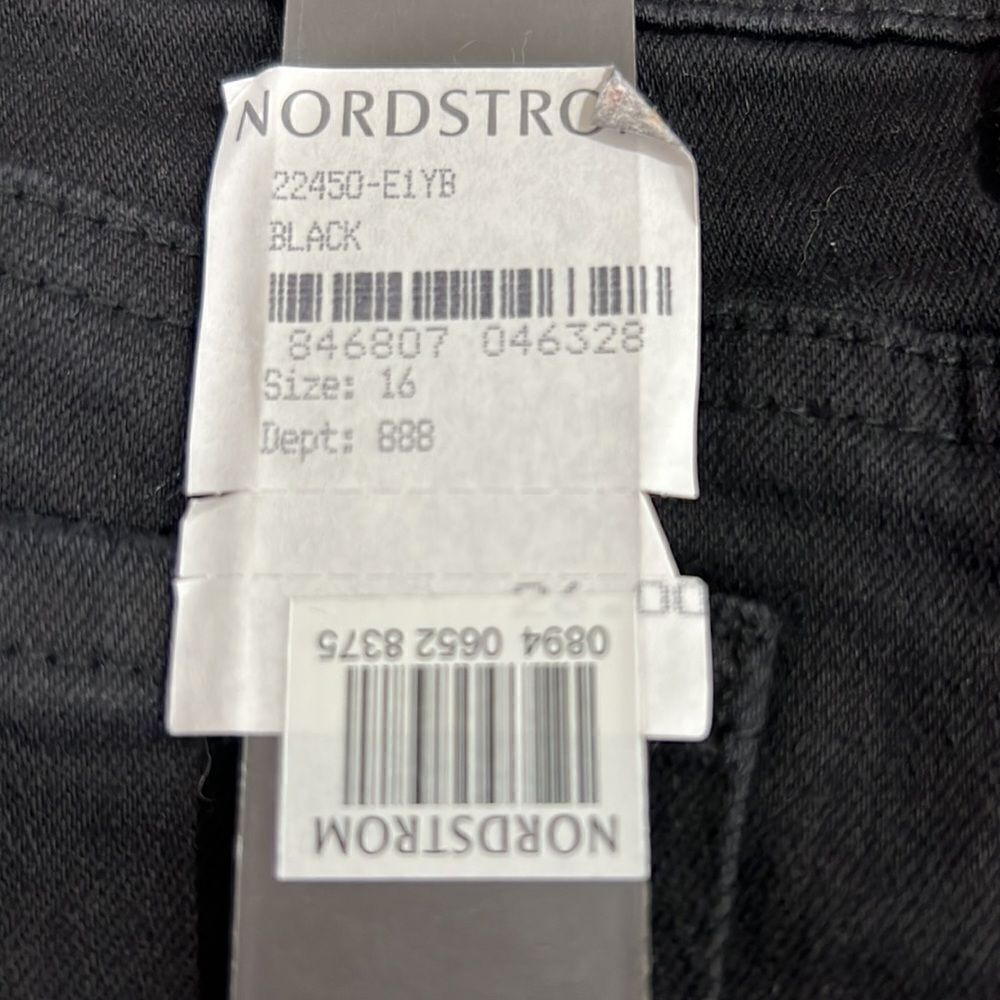 NORDSTRO
22450-E1YB
BLACK
846807 046328
Size: 16
Dept: 888
0894 0652 8375
NORDSTROM